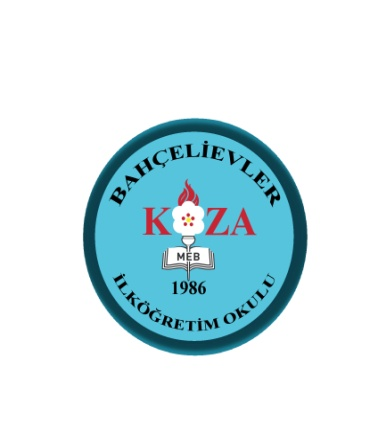 BAHÇELİEVLER
KOZA
MEB
1986
İLKÖĞRETİM OKULU